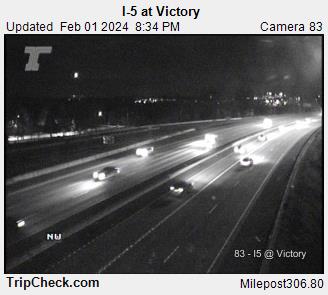 I-5 at Victory
Updated  Feb 01 2024  8:34 PM Camera 83
T
NW
83 - I5 @ Victory
TripCheck.com Milepost306.80